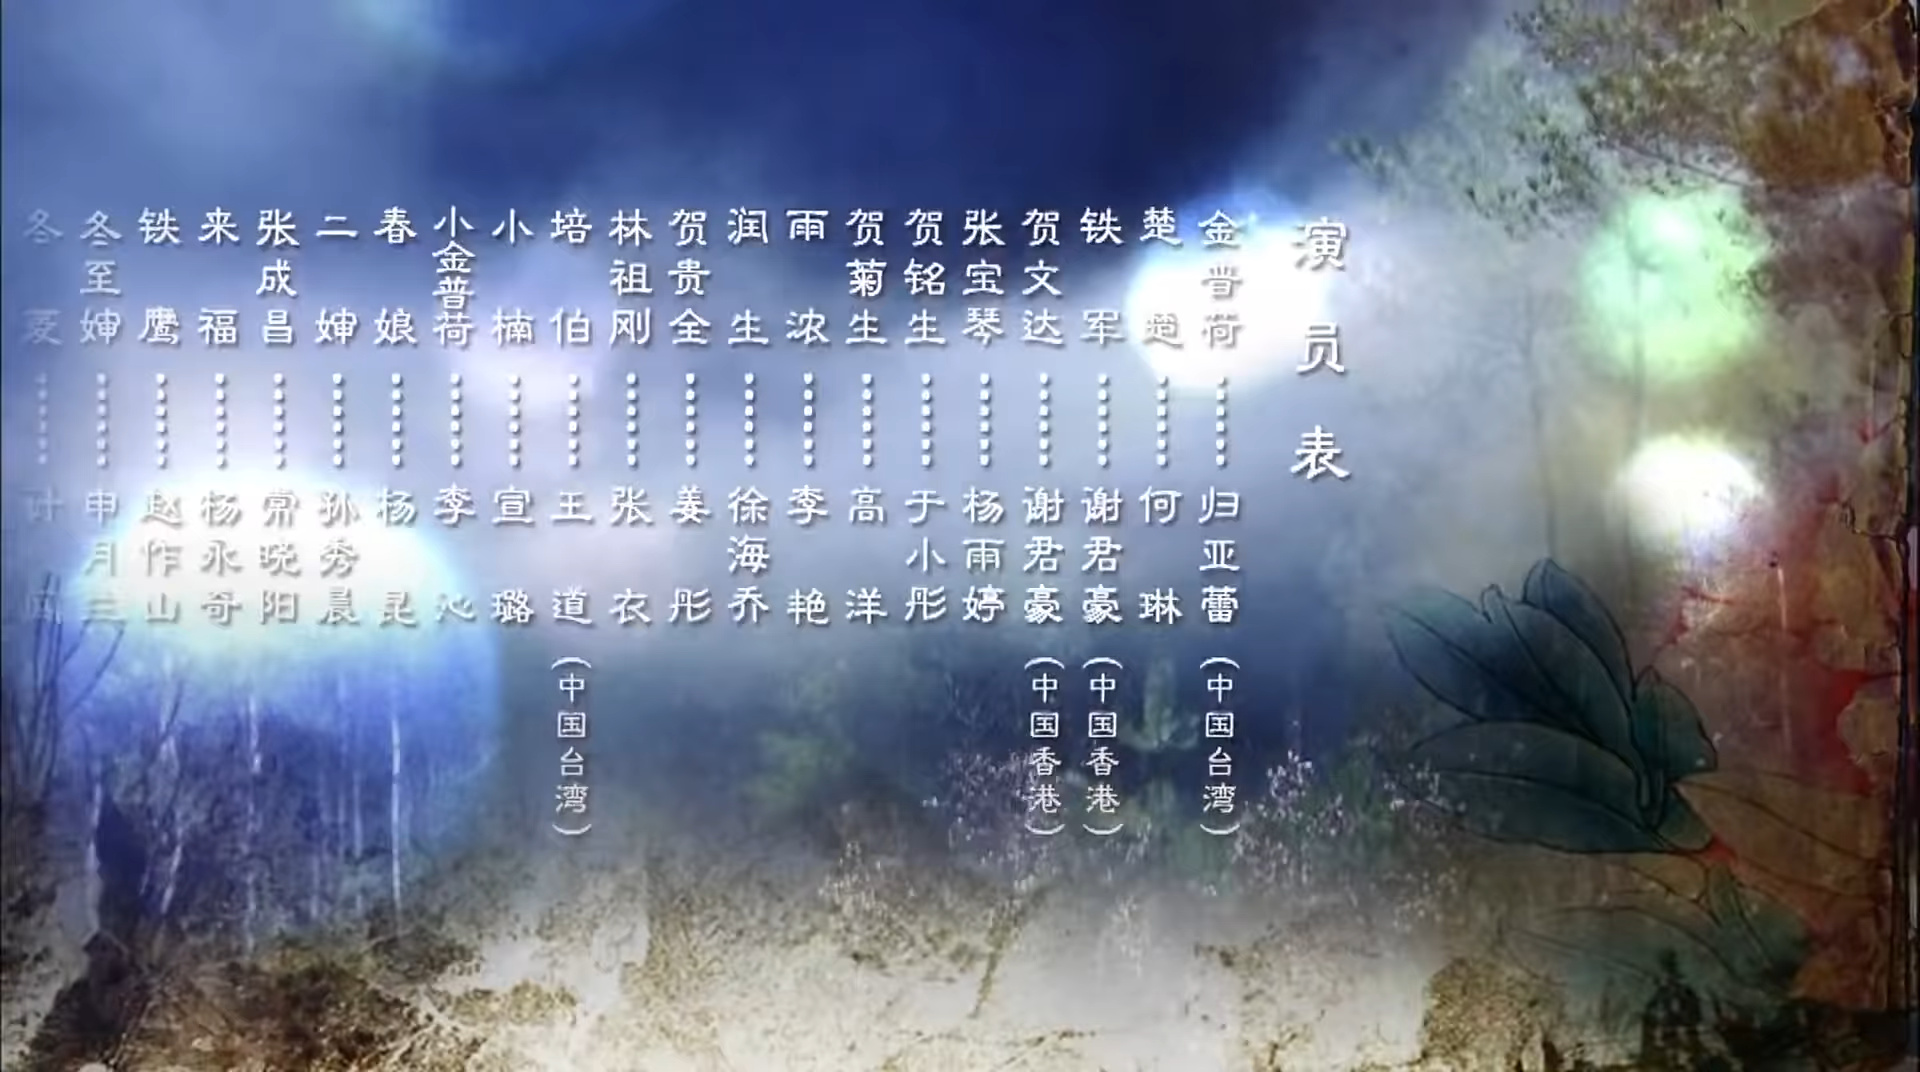 演员表
金普荷……归亚蕾(中国台湾)
楚楚……何琳
铁军……谢君豪(中国香港)
贺文达……谢君豪(中国香港)
张宝琴……杨雨婷
贺铭生……于小彤
贺菊生……高洋
雨浓……李艳
润生……徐海乔
贺贵全……姜彤
林祖刚……张衣
培伯……王道(中国台湾)
小楠……宣璐
小金普荷……李沁
春娘……杨昆
二婶……孙秀晨
张成昌……常晓阳
来福……杨永奇
铁鹰……赵作山
冬至婶……申月兰
冬麦……计